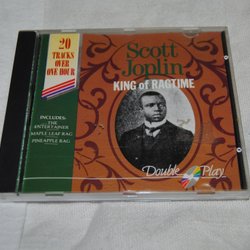 20
TRACKS
OVER
ONE HOUR
Scott
Joplin
KING of RAGTIME
INCLUDES:
THE
ENTERTAINER
MAPLE LEAF RAG
PINEAPPLE RAG
Double Play